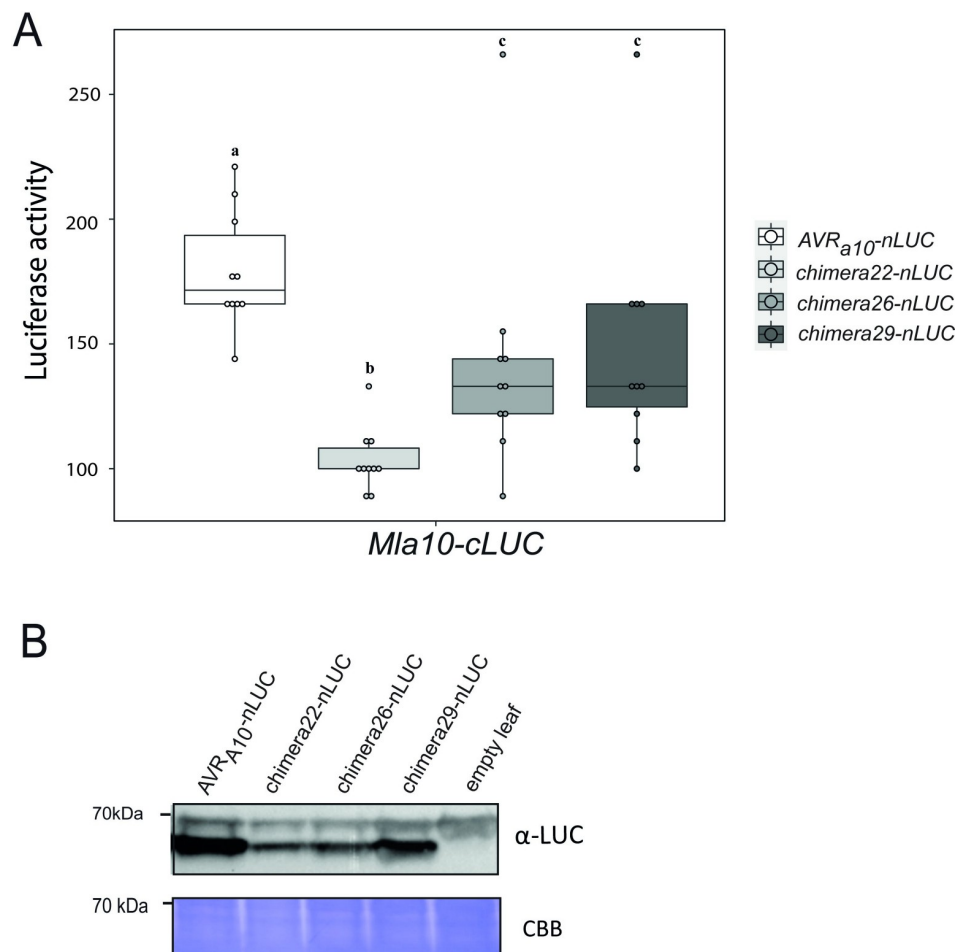 A
c c
250
a
200
Luciferase activity
AVRa10-nLUC
chimera22-nLUC
chimera26-nLUC
chimera29-nLUC
150
b
100
Mla10-cLUC
B
AVRA10-nLUC
chimera22-nLUC
chimera26-nLUC
chimera29-nLUC
empty leaf
70kDa
α-LUC
70 kDa
CBB